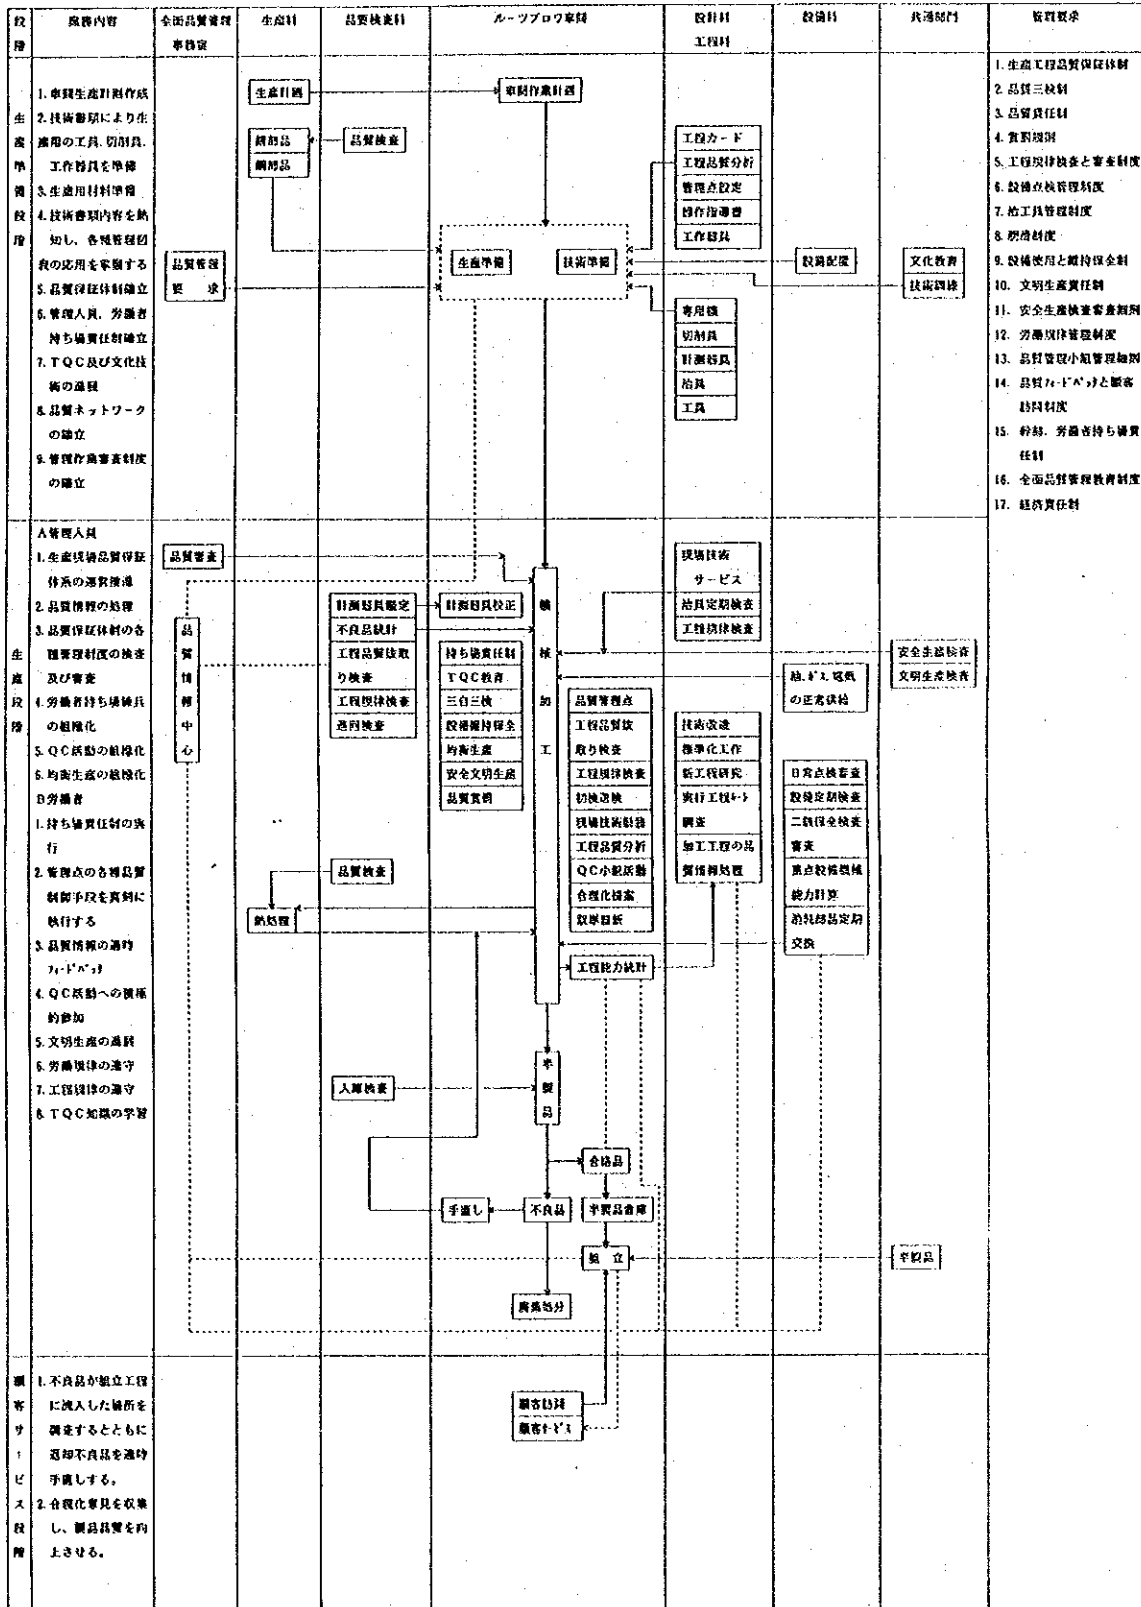 段階
職務内容
全面品質管理
事務室
生産科
品質検査科
ルーツブロワ車間
設計科
工程科
設備科
共通部門
管理要求
生産準備段階
1. 車間生産計画作成
2. 技術書類により生
産用の工具、切削具、
工作器具を準備
3. 生産用材料準備
4. 技術書類内容を熟
知し、各種管理図
表の応用を掌握する
5. 品質保証体制確立
6. 管理人員、労働者
持ち場責任制確立
7. TQC及び文化技
術の進展
8. 品質ネットワーク
の確立
9. 管理作業審査制度
の確立
品質管理
要 求
生産計画
品質検査
車間作業計画
生産準備
技術準備
工程カード
工程品質分析
管理点設定
操作指導書
工作器具
専用機
切削具
計測器具
治具
工具
設備配置
文化教育
技術訓練
1. 生産工程品質保証体制
2. 品質三検制
3. 品質責任制
4. 賞罰規則
5. 工程規律検査と審査制度
6. 設備点検管理制度
7. 治工具管理制度
9. 設備使用と維持保全制
10. 文明生産責任制
11. 安全生産検査審査細則
12. 労働規律管理制度
13. 品質管理小組管理細則
14. 品質フィードバックと顧客
訪問制度
15. 幹部、労働者持ち場責
任制
16. 全面品質管理教育制度
17. 経済責任制
生産段階
A管理人員
1. 生産現場品質保証
体系の運営推進
2. 品質情報の処理
3. 品質保証体制の各
種管理制度の検査
及び審査
4. 労働者持ち場練兵
の組織化
5. QC活動の組織化
6. 均衡生産の組織化
B労働者
1. 持ち場責任制の実
行
2. 管理点の各種品質
制御手段を真剣に
執行する
3. 品質情報の適時
フィードバック
4. QC活動への積極
的参加
5. 文明生産の進展
6. 労働規律の遵守
7. 工程規律の遵守
8. TQC知識の学習
品質審査
品質情報中心
計測器具鑑定
不良品統計
工程品質抜取
り検査
工程規律検査
巡回検査
計測器具校正
持ち場責任制
TQC教育
三自三検
設備維持保全
均衡生産
安全文明生産
品質賞罰
機械加工
品質管理点
工程品質抜
取り検査
工程規律検査
初検巡検
現場技術服務
工程品質分析
QC小組活動
合理化提案
現場技術
サービス
治具定期検査
工程規律検査
技術改造
標準化工作
新工程研究
実行工程ルート
調査
加工工程の品
質情報処理
油、ガス、電気
の正常供給
安全生産検査
文明生産検査
日常点検審査
設備定期検査
二級保全検査
審査
重点設備機械
能力計算
消耗部品定期
交換
品質検査
熱処理
工程能力統計
入庫検査
半製品
合格品
手直し
不良品
半製品倉庫
組 立
半製品
廃棄処分
顧客サービス段階
1. 不良品が組立工程
に流入した場所を
調査するとともに
返却不良品を適時
手直しする。
2. 合理化意見を収集
し、製品品質を向
上させる。
顧客訪問
顧客サービス